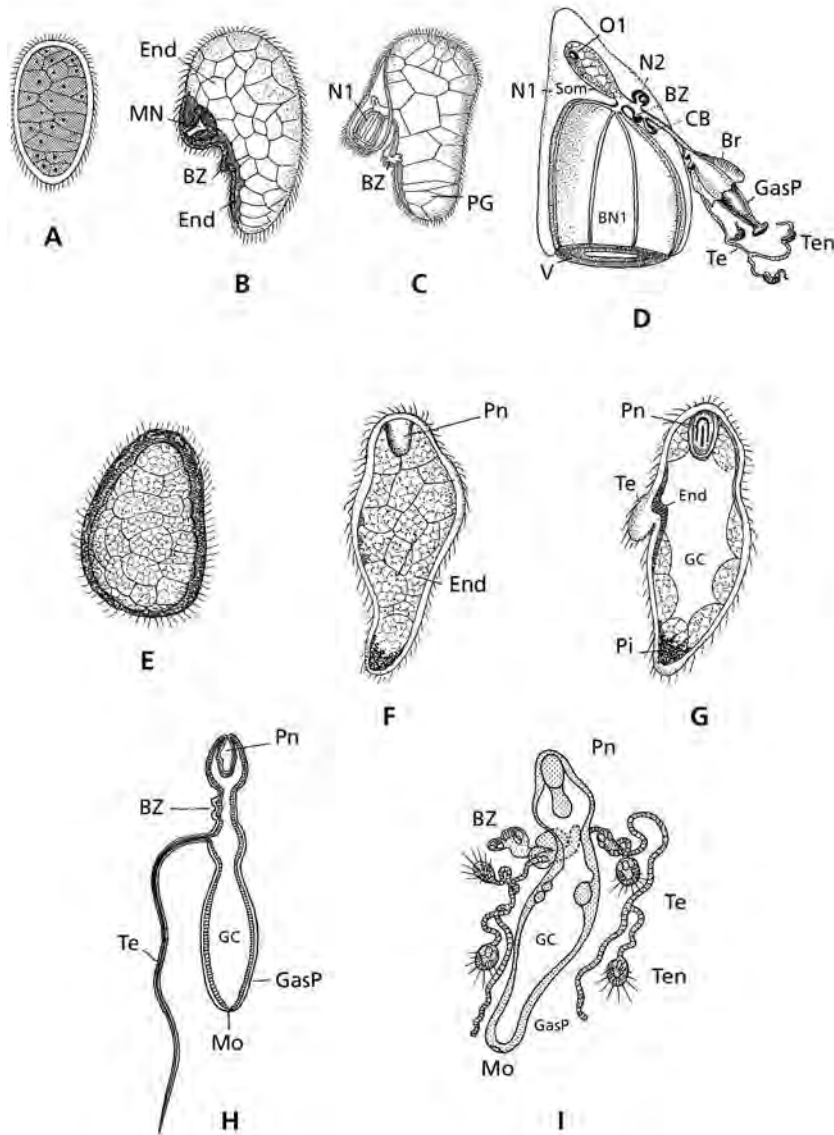 End
MN
BZ
End
A
B
N1
BZ
PG
C
O1
N2
N1
Som
BZ
CB
Br
GasP
BN1
Te
Ten
V
D
E
Pn
End
F
Pn
Te
End
GC
Pi
G
Pn
BZ
Te
GC
GasP
Mo
H
Pn
BZ
Te
GC
Ten
GasP
Mo
I